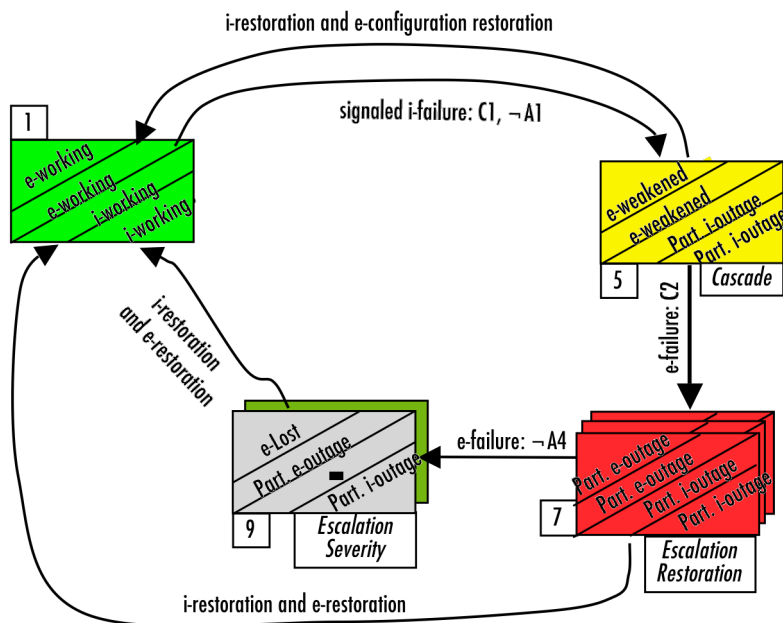 i-restoration and e-configuration restoration
signaled i-failure: C1, ¬ A1
1
e-working
e-working
i-working
i-working
e-weakened
e-weakened
Part. i-outage
Part. i-outage
5
Cascade
e-failure: C2
i-restoration
and e-restoration
e-Lost
Part. e-outage
-
Part. i-outage
9
Escalation
Severity
e-failure: ¬ A4
Part. e-outage
Part. e-outage
Part. i-outage
Part. i-outage
7
Escalation
Restoration
i-restoration and e-restoration